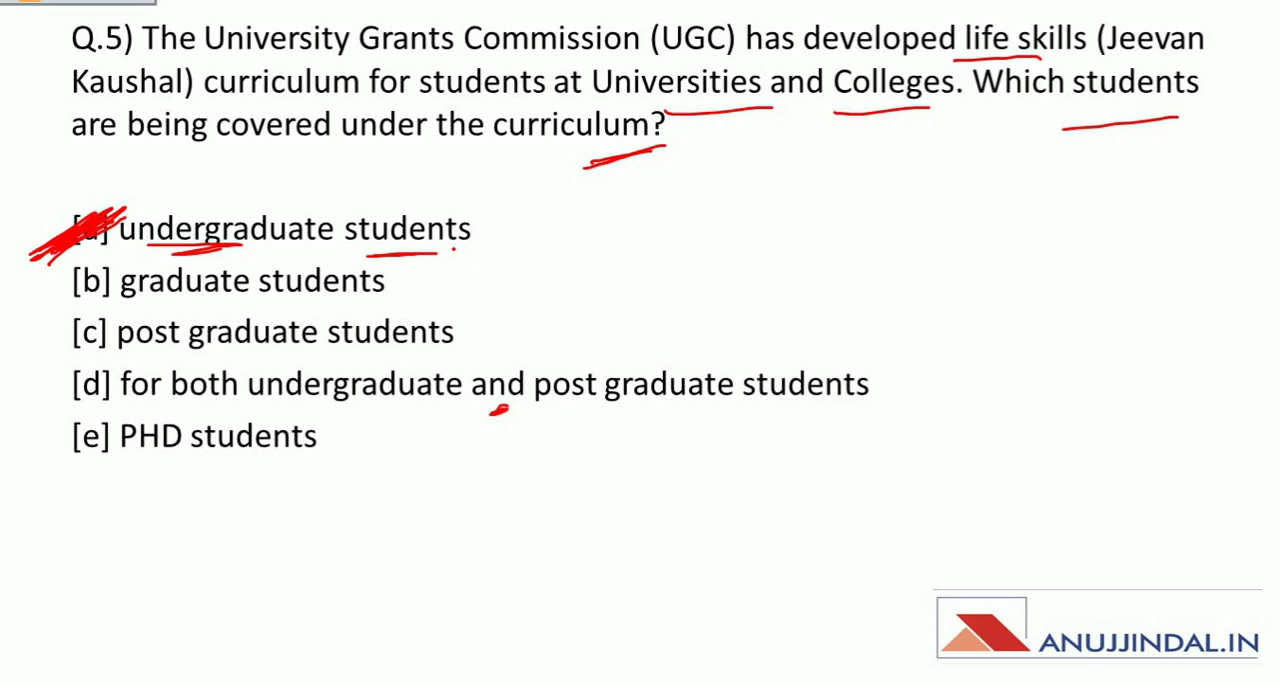 Q.5) The University Grants Commission (UGC) has developed life skills (Jeevan
Kaushal) curriculum for students at Universities and Colleges. Which students
are being covered under the curriculum?
[a] undergraduate students
[b] graduate students
[c] post graduate students
[d] for both undergraduate and post graduate students
[e] PHD students
ANUJJINDAL.IN